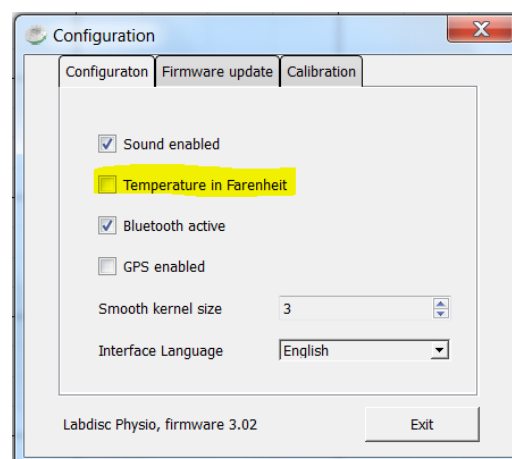 Configuration
Configuraton Firmware update Calibration
Sound enabled
Temperature in Farenheit
Bluetooth active
GPS enabled
Smooth kernel size 3
Interface Language English
Labdisc Physio, firmware 3.02 Exit